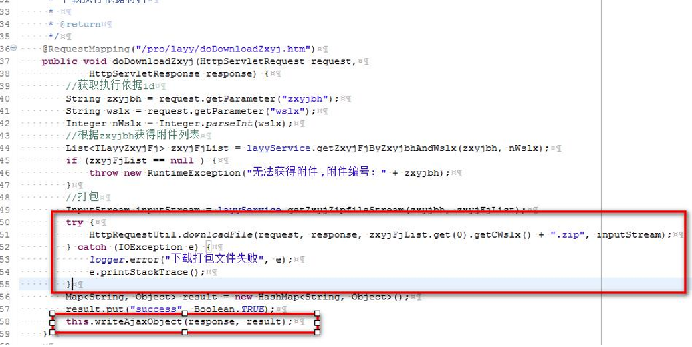 33 *
34 * @return
35 */
36 @RequestMapping("/pro/layy/doDownloadZxyj.htm")
37 public void doDownloadZxyj(HttpServletRequest request,
38 HttpServletResponse response) {
39 //获取执行依据id
40 String zxyjbh = request.getParameter("zxyjbh");
41 String wslx = request.getParameter("wslx");
42 Integer nWslx = Integer.parseInt(wslx);
43 //根据zxyjbh获得附件列表
44 List<TLayyZxyjFj> zxyjFjList = layyService.getZxyjFjByZxyjbhAndWslx(zxyjbh, nWslx);
45 if (zxyjFjList == null ) {
46 throw new RuntimeException("无法获得附件,附件编号: " + zxyjbh);
47 }
48 //打包
49 InputStream inputStream = layyService.getZxyjZipfileStream(zxyjbh, zxyjFjList);
50 try {
51 HttpRequestUtil.downloadFile(request, response, zxyjFjList.get(0).getCWslx() + ".zip", inputStream);
52 } catch (IOException e) {
53 logger.error("下载打包文件失败", e);
54 e.printStackTrace();
55 }
56 Map<String, Object> result = new HashMap<String, Object>();
57 result.put("success", Boolean.TRUE);
58 this.writeAjaxObject(response, result);
59 }